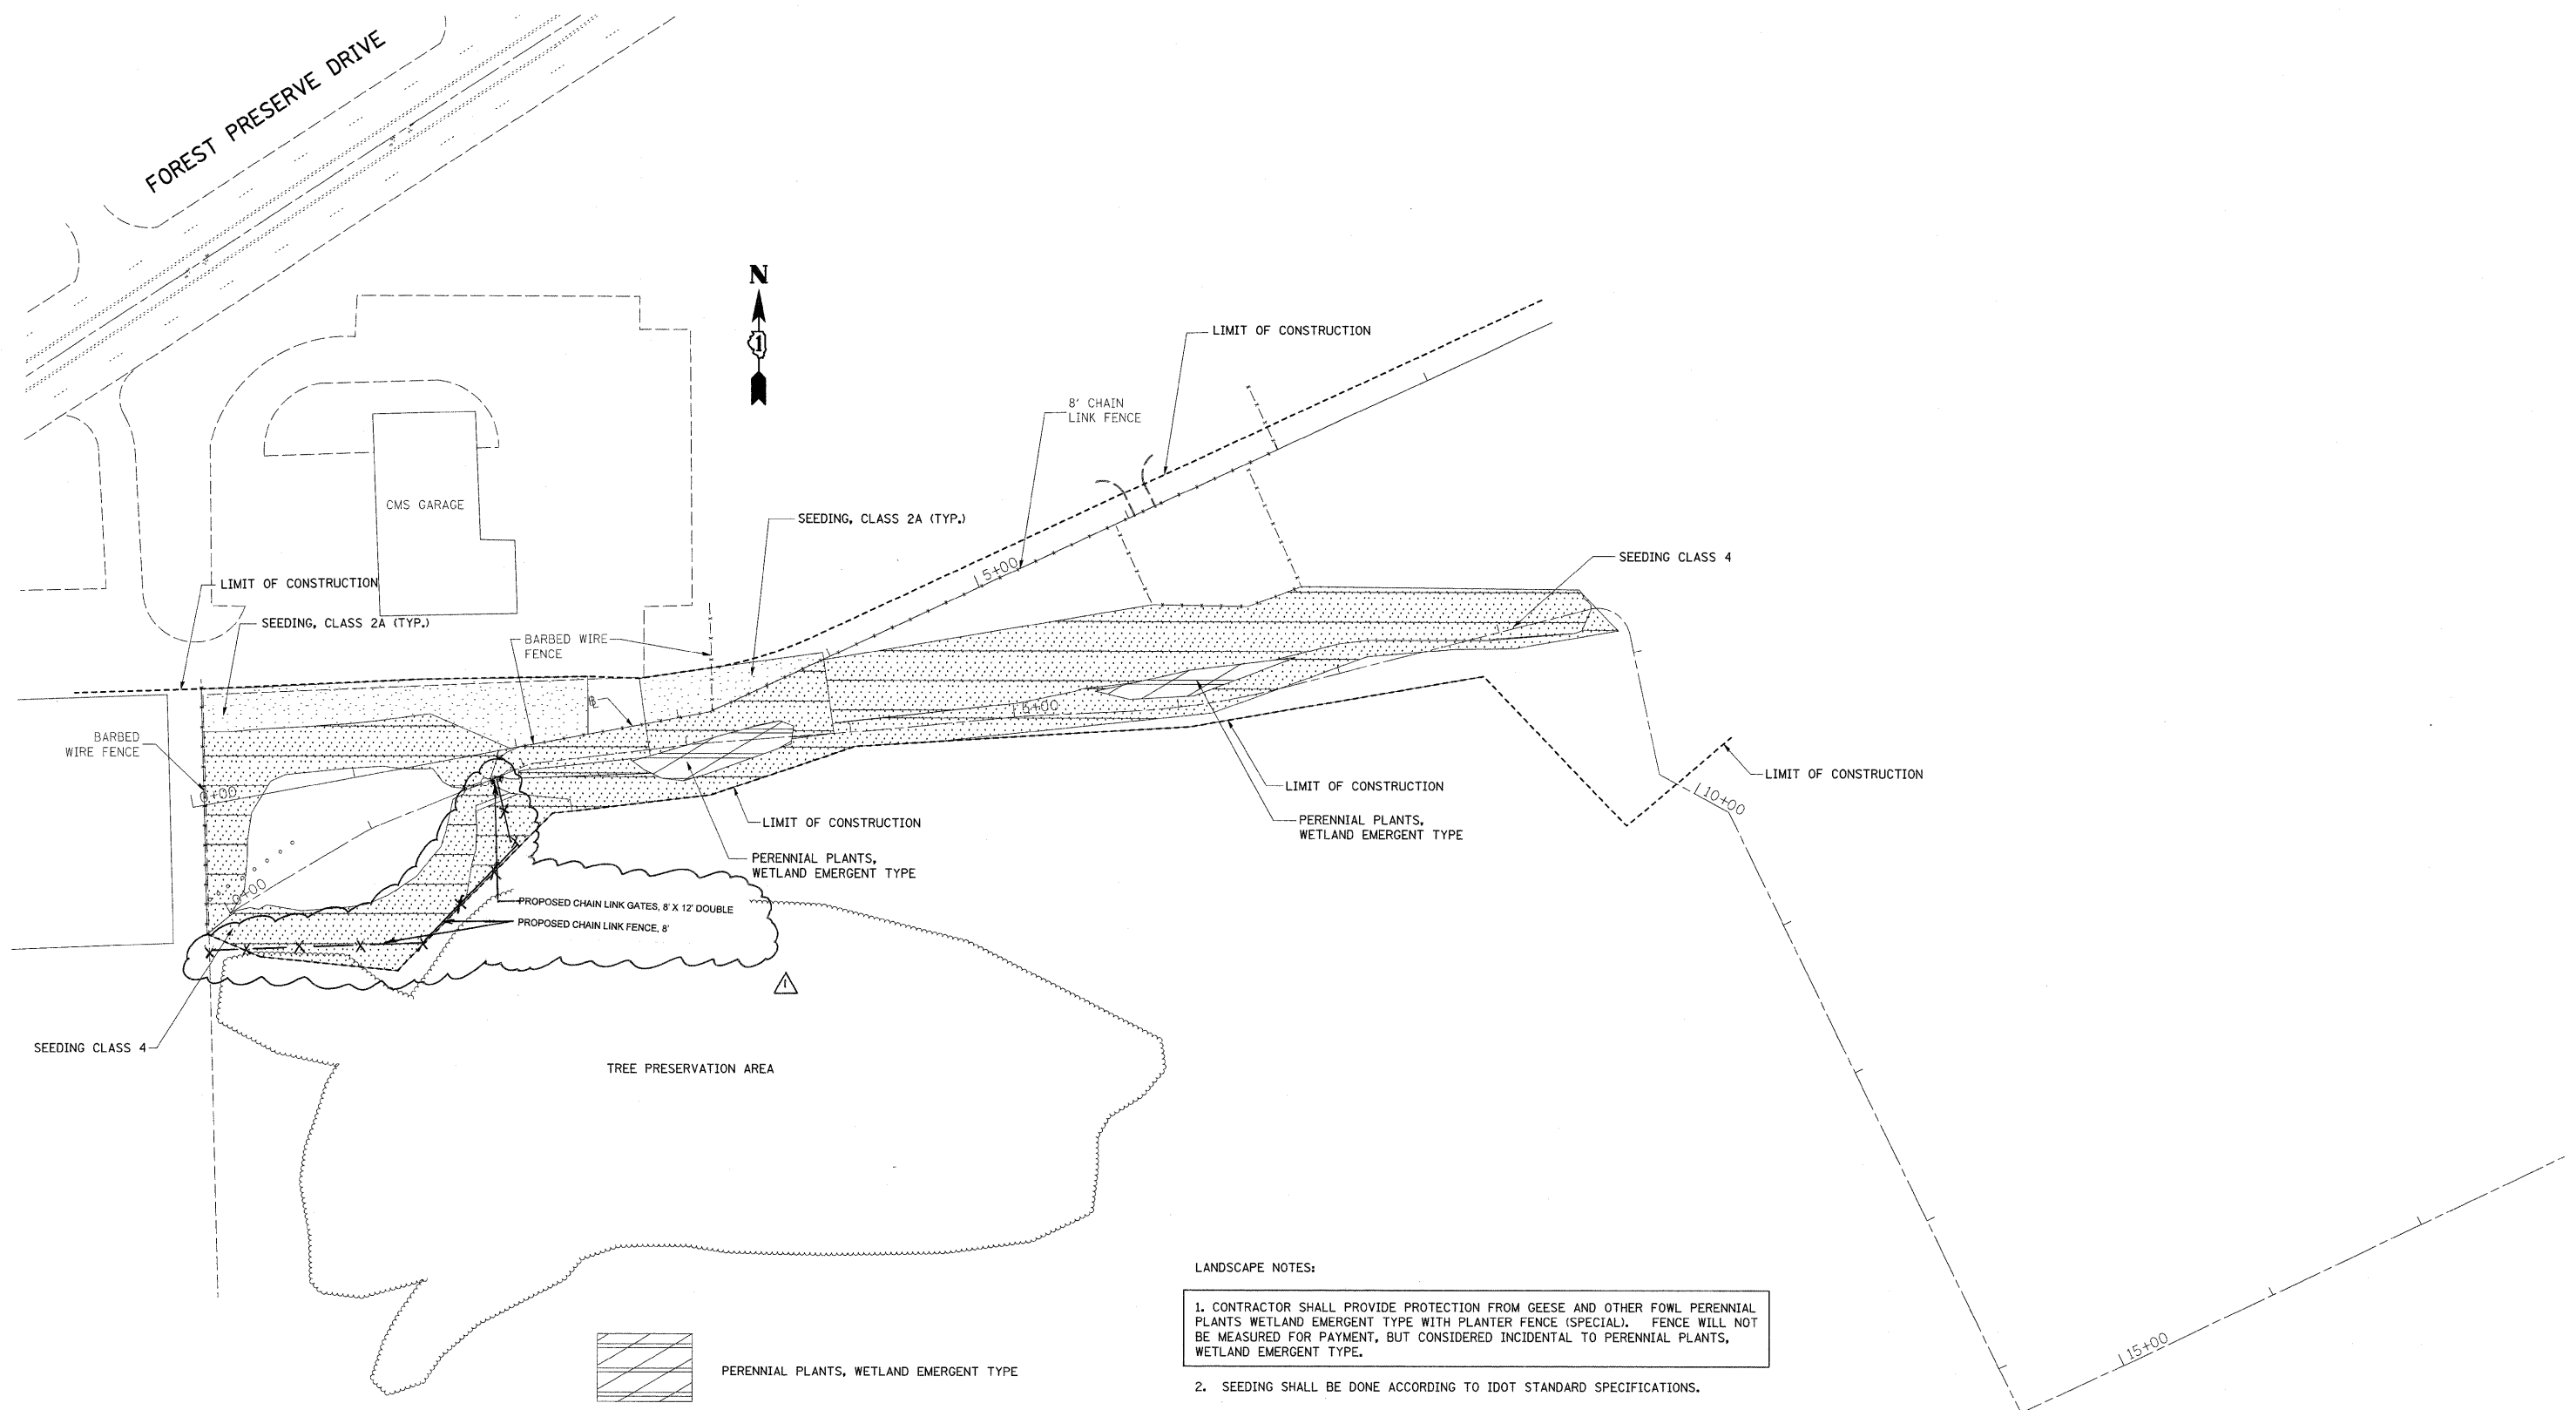 FOREST PRESERVE DRIVE
N
1
LIMIT OF CONSTRUCTION
8' CHAIN
LINK FENCE
CMS GARAGE
SEEDING, CLASS 2A (TYP.)
SEEDING CLASS 4
15+00
LIMIT OF CONSTRUCTION
SEEDING, CLASS 2A (TYP.)
BARBED WIRE
FENCE
℄
15+00
BARBED
WIRE FENCE
10+00
LIMIT OF CONSTRUCTION
LIMIT OF CONSTRUCTION
10+00
PERENNIAL PLANTS,
WETLAND EMERGENT TYPE
LIMIT OF CONSTRUCTION
PERENNIAL PLANTS,
WETLAND EMERGENT TYPE
PROPOSED CHAIN LINK GATES, 8' X 12' DOUBLE
PROPOSED CHAIN LINK FENCE, 8'
1
SEEDING CLASS 4
TREE PRESERVATION AREA
LANDSCAPE NOTES:
1. CONTRACTOR SHALL PROVIDE PROTECTION FROM GEESE AND OTHER FOWL PERENNIAL
PLANTS WETLAND EMERGENT TYPE WITH PLANTER FENCE (SPECIAL). FENCE WILL NOT
BE MEASURED FOR PAYMENT, BUT CONSIDERED INCIDENTAL TO PERENNIAL PLANTS,
WETLAND EMERGENT TYPE.
2. SEEDING SHALL BE DONE ACCORDING TO IDOT STANDARD SPECIFICATIONS.
15+00
PERENNIAL PLANTS, WETLAND EMERGENT TYPE